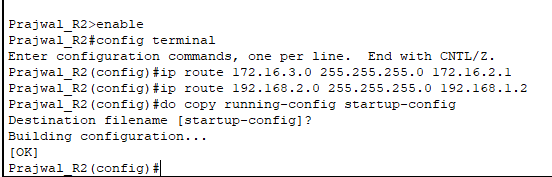 Prajwal_R2>enable
Prajwal_R2#config terminal
Enter configuration commands, one per line.  End with CNTL/Z.
Prajwal_R2(config)#ip route 172.16.3.0 255.255.255.0 172.16.2.1
Prajwal_R2(config)#ip route 192.168.2.0 255.255.255.0 192.168.1.2
Prajwal_R2(config)#do copy running-config startup-config
Destination filename [startup-config]?
Building configuration...
[OK]
Prajwal_R2(config)#